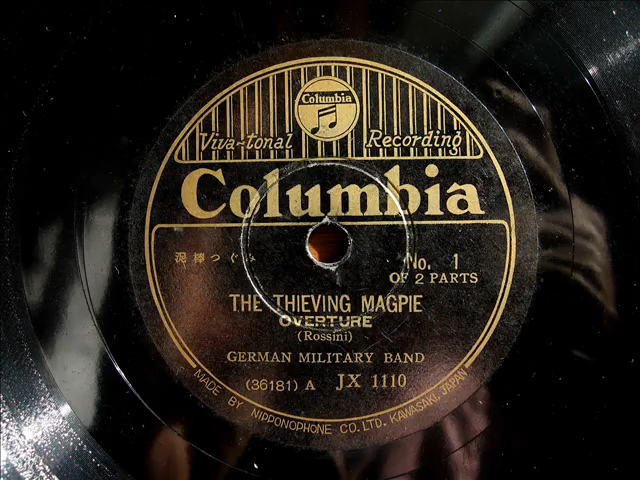 Columbia
Viva-tonal Recording
Columbia
泥棒つぐみ
No. 1
OF 2 PARTS
THE THIEVING MAGPIE
OVERTURE
(Rossini)
GERMAN MILITARY BAND
(36181) A JX 1110
MADE BY NIPPONOPHONE CO. LTD. KAWASAKI, JAPAN